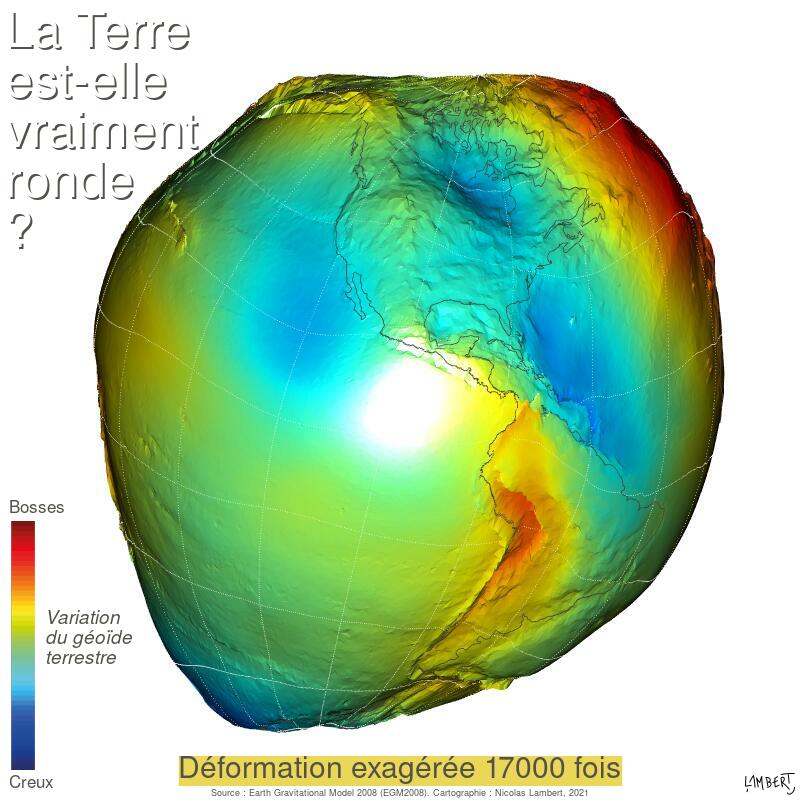 La Terre
est-elle
vraiment
ronde
?
Bosses
Variation
du géoïde
terrestre
Creux
Déformation exagérée 17000 fois
Source : Earth Gravitational Model 2008 (EGM2008). Cartographie : Nicolas Lambert, 2021
LAMBERT